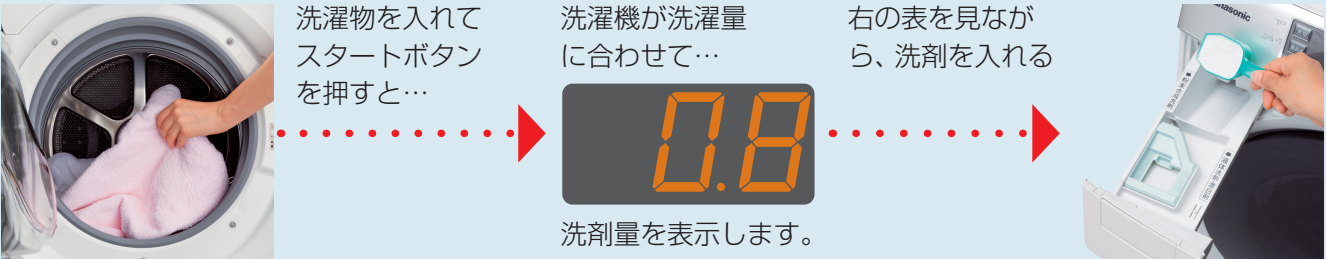 洗濯物を入れて
スタートボタン
を押すと…
洗濯機が洗濯量
に合わせて…
0.8
洗剤量を表示します。
右の表を見なが
ら、洗剤を入れる
Panasonic